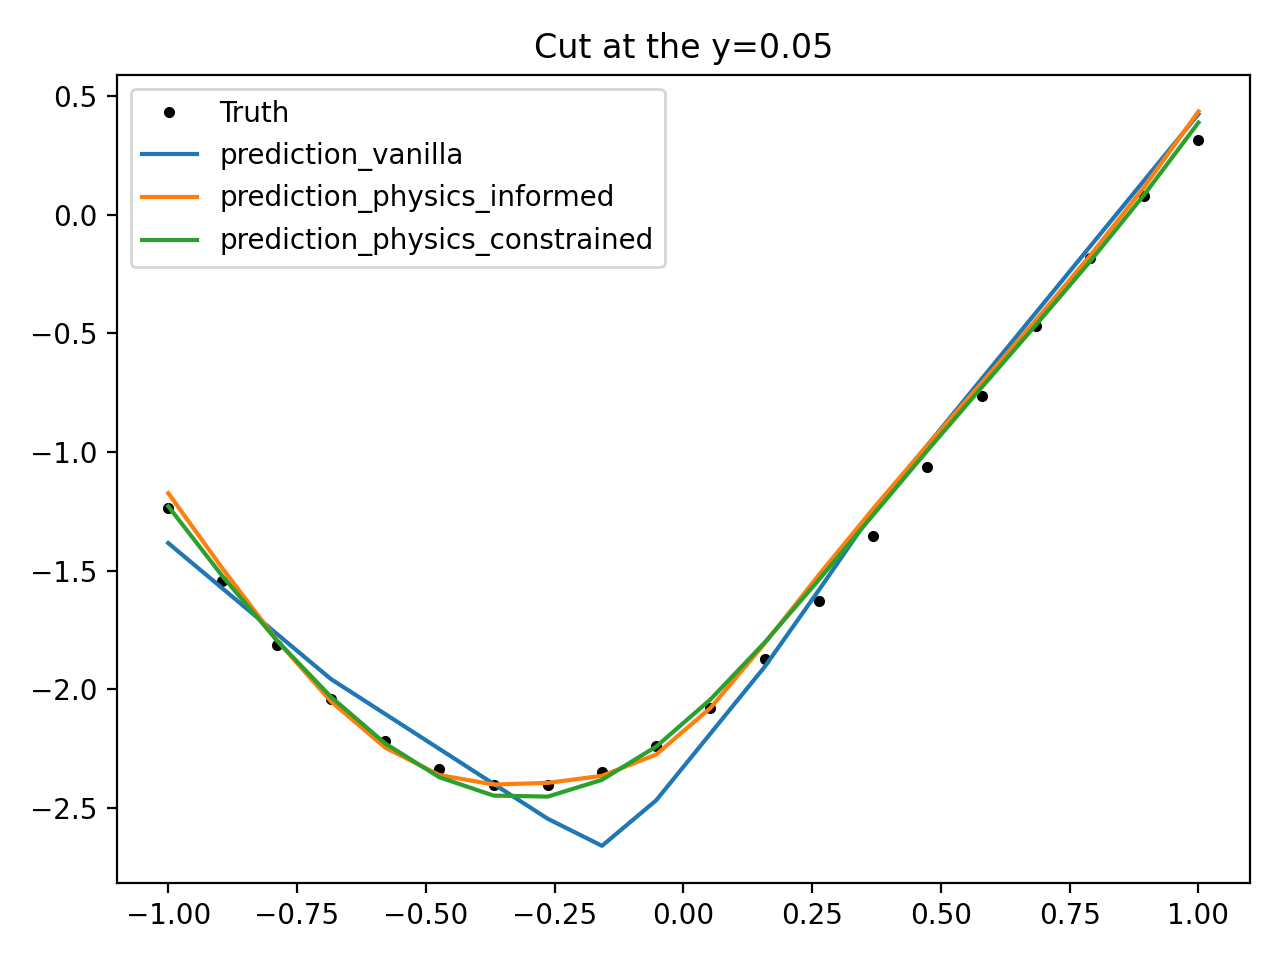 Cut at the y=0.05
Truth
prediction_vanilla
prediction_physics_informed
prediction_physics_constrained
0.5
0.0
−0.5
−1.0
−1.5
−2.0
−2.5
−1.00 −0.75 −0.50 −0.25 0.00 0.25 0.50 0.75 1.00